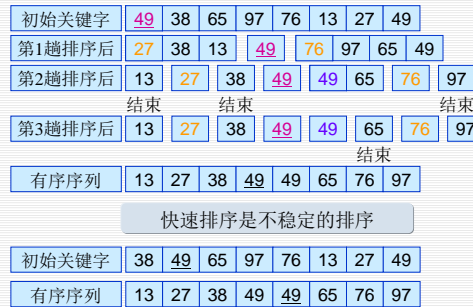 初始关键字 49 38 65 97 76 13 27 49
第1趟排序后 27 38 13 49 76 97 65 49
第2趟排序后 13 27 38 49 49 65 76 97
结束 结束 结束
第3趟排序后 13 27 38 49 49 65 76 97
结束
有序序列 13 27 38 49 49 65 76 97
快速排序是不稳定的排序
初始关键字 38 49 65 97 76 13 27 49
有序序列 13 27 38 49 49 65 76 97